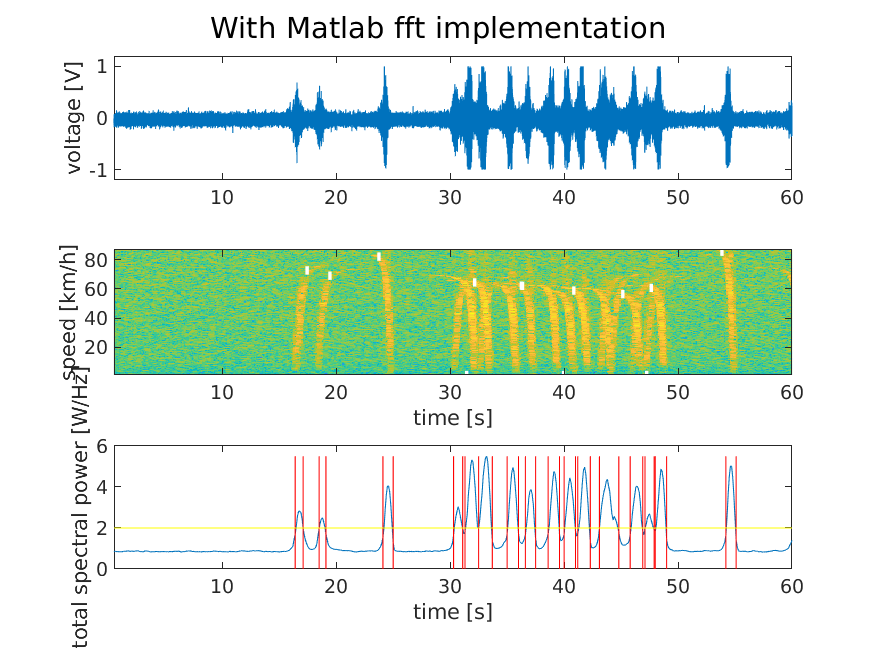 With Matlab fft implementation
voltage [V]
1
0
-1
10 20 30 40 50 60
speed [km/h]
80
60
40
20
10 20 30 40 50 60
time [s]
total spectral power [W/Hz]
6
4
2
0
10 20 30 40 50 60
time [s]